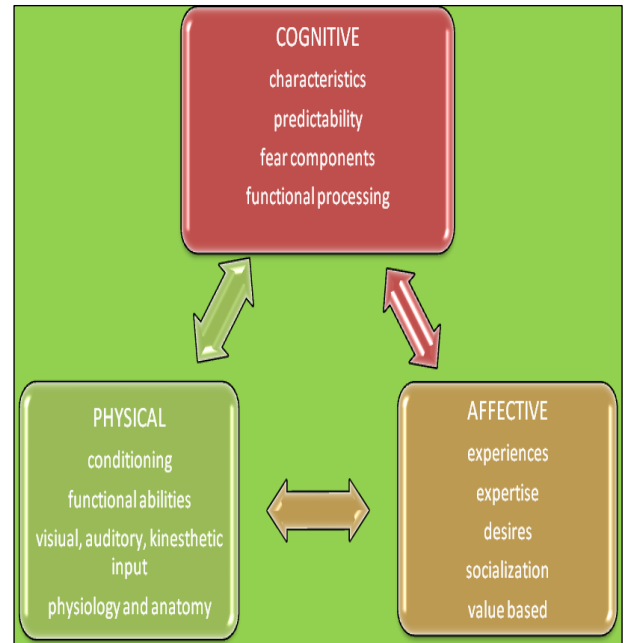 COGNITIVE
characteristics
predictability
fear components
functional processing
PHYSICAL
conditioning
functional abilities
visiual, auditory, kinesthetic
input
physiology and anatomy
AFFECTIVE
experiences
expertise
desires
socialization
value based